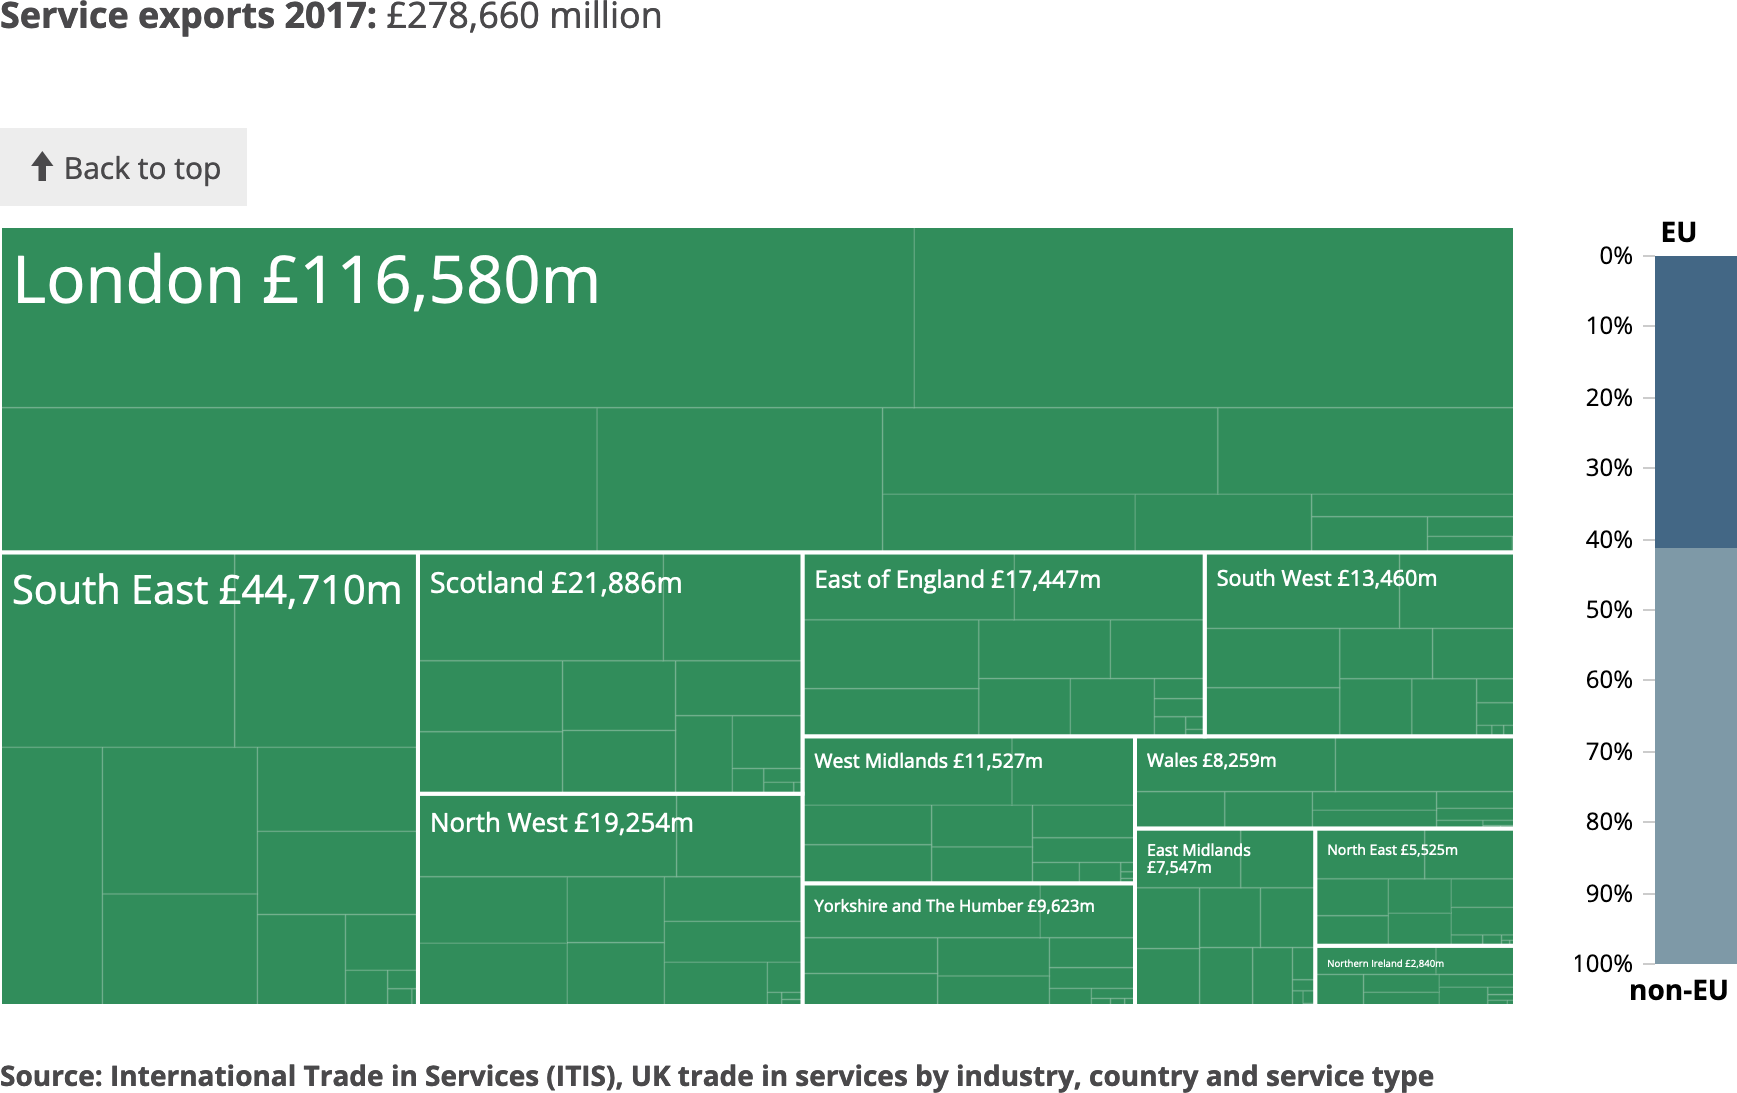 Service exports 2017: £278,660 million
Back to top
London £116,580m
South East £44,710m
Scotland £21,886m
North West £19,254m
East of England £17,447m
South West £13,460m
West Midlands £11,527m
Wales £8,259m
Yorkshire and The Humber £9,623m
East Midlands
£7,547m
North East £5,525m
Northern Ireland £2,840m
EU
0%
10%
20%
30%
40%
50%
60%
70%
80%
90%
100%
non-EU
Source: International Trade in Services (ITIS), UK trade in services by industry, country and service type